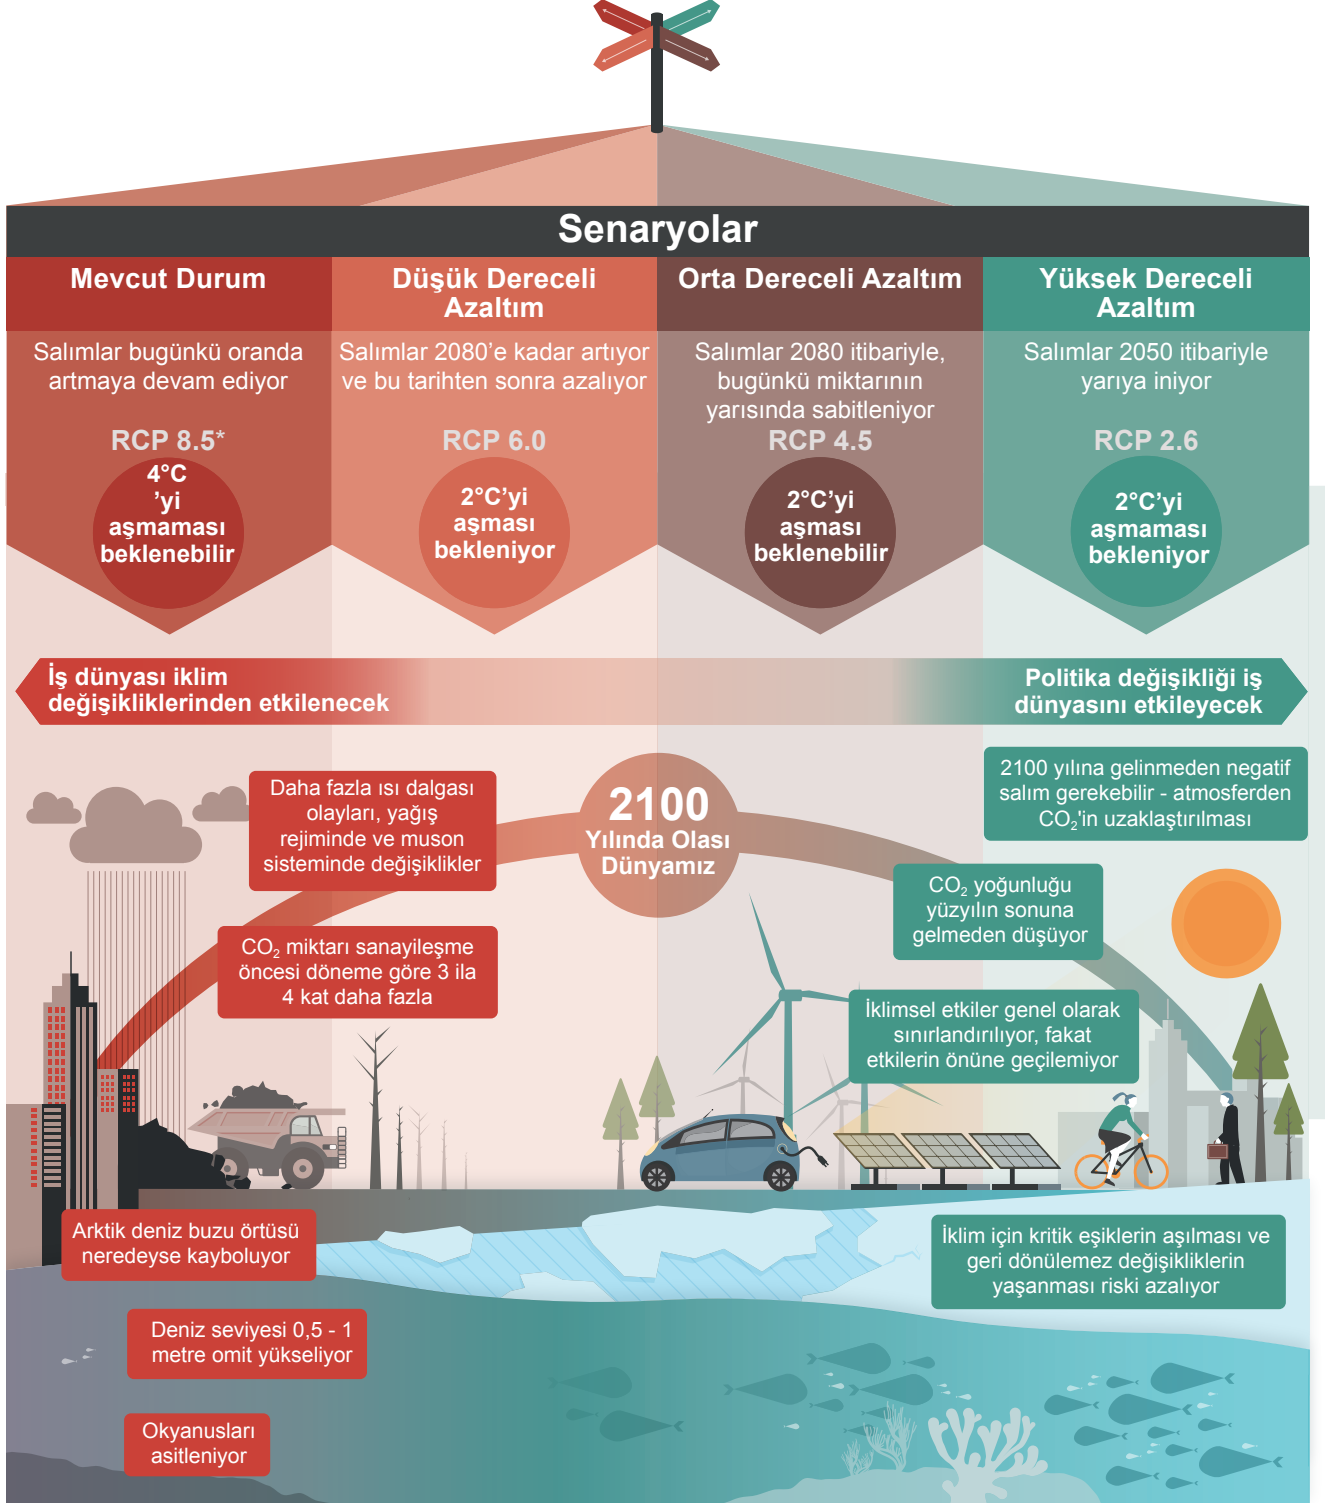 Senaryolar
Mevcut Durum
Salımlar bugünkü oranda
artmaya devam ediyor
RCP 8.5*
4°C
’yi
aşmaması
beklenebilir
Düşük Dereceli
Azaltım
Salımlar 2080’e kadar artıyor
ve bu tarihten sonra azalıyor
RCP 6.0
2°C’yi
aşması
bekleniyor
Orta Dereceli Azaltım
Salımlar 2080 itibariyle,
bugünkü miktarının
yarısında sabitleniyor
RCP 4.5
2°C’yi
aşması
beklenebilir
Yüksek Dereceli
Azaltım
Salımlar 2050 itibariyle
yarıya iniyor
RCP 2.6
2°C’yi
aşmaması
bekleniyor
İş dünyası iklim
değişikliklerinden etkilenecek
Politika değişikliği iş
dünyasını etkileyecek
2100
Yılında Olası
Dünyamız
Daha fazla ısı dalgası
olayları, yağış
rejiminde ve muson
sisteminde değişiklikler
CO₂ miktarı sanayileşme
öncesi döneme göre 3 ila
4 kat daha fazla
2100 yılına gelinmeden negatif
salım gerekebilir - atmosferden
CO₂'in uzaklaştırılması
CO₂ yoğunluğu
yüzyılın sonuna
gelmeden düşüyor
İklimsel etkiler genel olarak
sınırlandırılıyor, fakat
etkilerin önüne geçilemiyor
Arktik deniz buzu örtüsü
neredeyse kayboluyor
İklim için kritik eşiklerin aşılması ve
geri dönülemez değişikliklerin
yaşanması riski azalıyor
Deniz seviyesi 0,5 - 1
metre omit yükseliyor
Okyanusları
asitleniyor